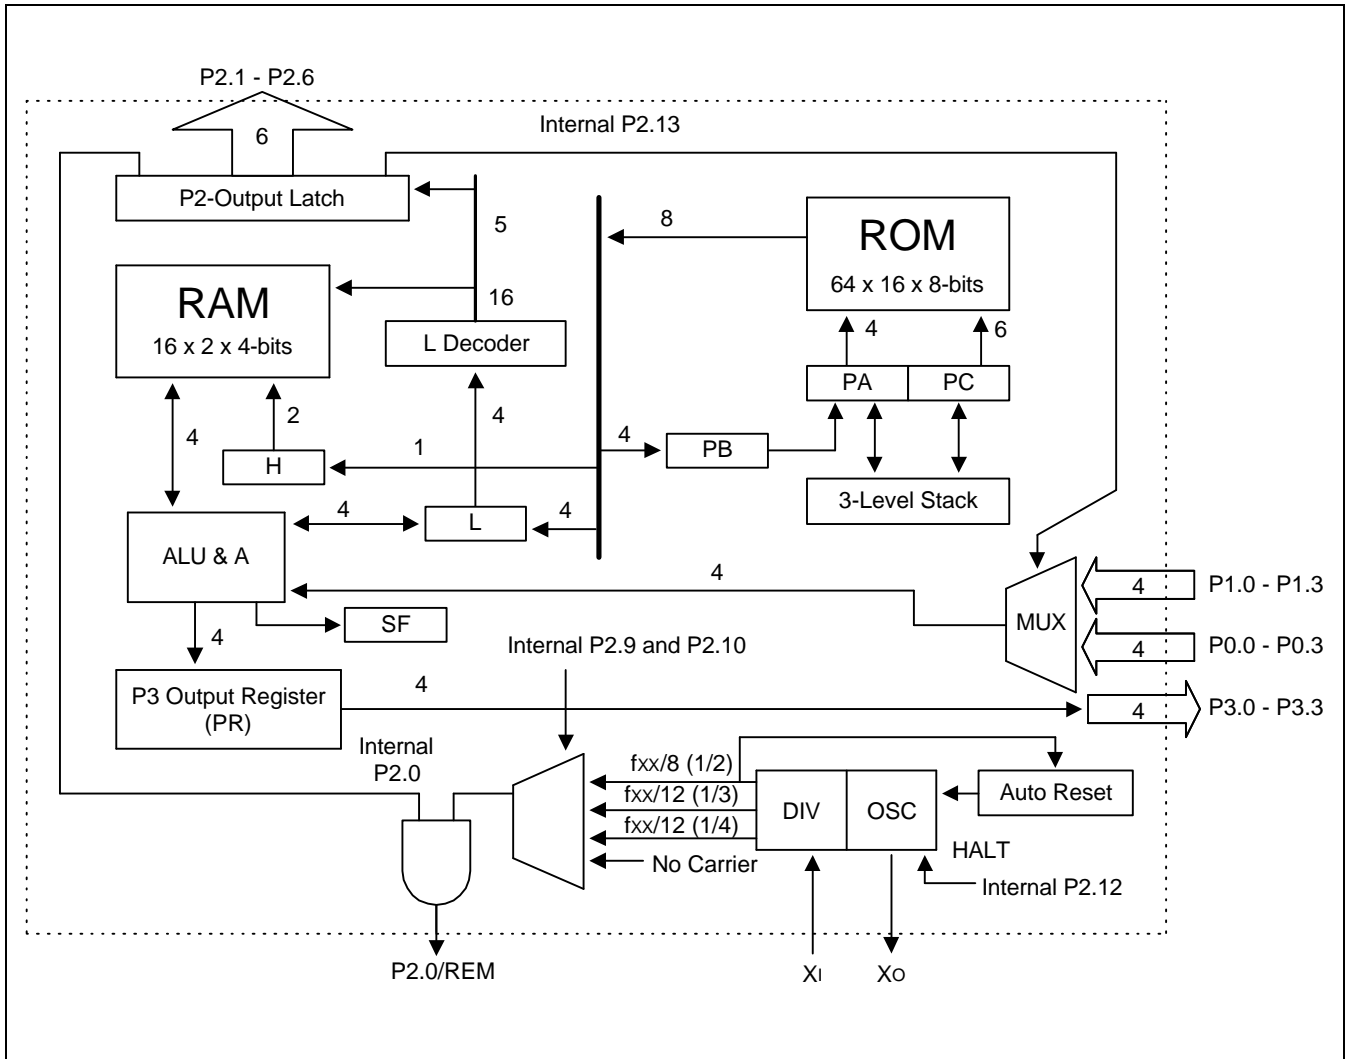 P2.1 - P2.6
6
Internal P2.13
P2-Output Latch
5
8
ROM
64 x 16 x 8-bits
RAM
16 x 2 x 4-bits
16
L Decoder
4
6
PA
PC
4
2
4
H
1
4
PB
3-Level Stack
4
L
4
ALU & A
4
MUX
4
P1.0 - P1.3
4
P0.0 - P0.3
SF
4
Internal P2.9 and P2.10
P3 Output Register
(PR)
4
4
P3.0 - P3.3
Internal
P2.0
fxx/8 (1/2)
fxx/12 (1/3)
fxx/12 (1/4)
No Carrier
DIV
OSC
Auto Reset
HALT
Internal P2.12
P2.0/REM
XI
XO